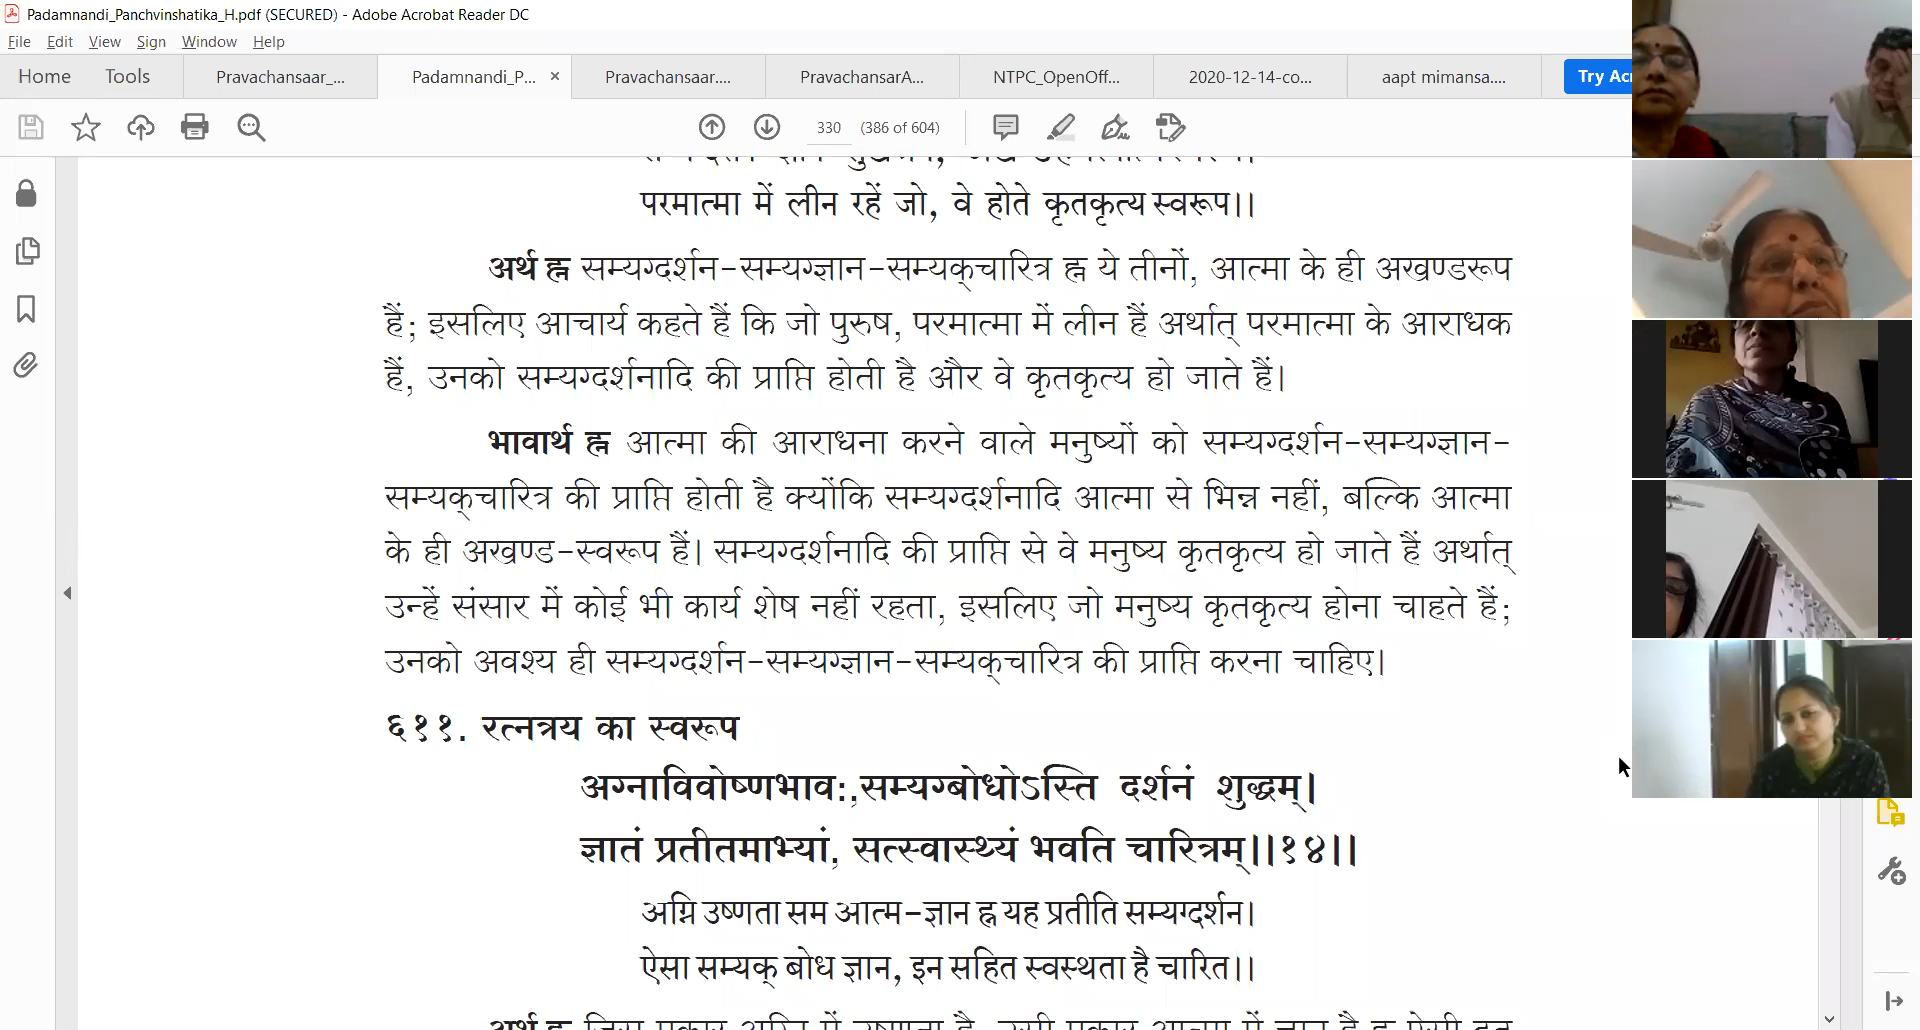 Padamnandi_Panchvinshatika_H.pdf (SECURED) - Adobe Acrobat Reader DC
File Edit View Sign Window Help
Home Tools Pravachansaar_... Padamnandi_P... × Pravachansaar.... PravachansarA... NTPC_OpenOff... 2020-12-14-co... aapt mimansa.... Try Acr
330 (386 of 604)
परमात्मा में लीन रहें जो, वे होते कृतकृत्य स्वरूप।।
अर्थ ह्न सम्यग्दर्शन-सम्यग्ज्ञान-सम्यक्‌चारित्र ह्न ये तीनों, आत्मा के ही अखण्डरूप
हैं; इसलिए आचार्य कहते हैं कि जो पुरुष, परमात्मा में लीन हैं अर्थात् परमात्मा के आराधक
हैं, उनको सम्यग्दर्शनादि की प्राप्ति होती है और वे कृतकृत्य हो जाते हैं।
भावार्थ ह्न आत्मा की आराधना करने वाले मनुष्यों को सम्यग्दर्शन-सम्यग्ज्ञान-
सम्यक्‌चारित्र की प्राप्ति होती है क्योंकि सम्यग्दर्शनादि आत्मा से भिन्न नहीं, बल्कि आत्मा
के ही अखण्ड-स्वरूप हैं। सम्यग्दर्शनादि की प्राप्ति से वे मनुष्य कृतकृत्य हो जाते हैं अर्थात्
उन्हें संसार में कोई भी कार्य शेष नहीं रहता, इसलिए जो मनुष्य कृतकृत्य होना चाहते हैं;
उनको अवश्य ही सम्यग्दर्शन-सम्यग्ज्ञान-सम्यक्‌चारित्र की प्राप्ति करना चाहिए।
६११. रत्नत्रय का स्वरूप
अग्नाविवोष्णभाव:,सम्यग्बोधोऽस्ति दर्शनं शुद्धम्।
ज्ञातं प्रतीतमाभ्यां, सत्स्वास्थ्यं भवति चारित्रम्।।१४।।
अग्नि उष्णता सम आत्म-ज्ञान ह्न यह प्रतीति सम्यग्दर्शन।
ऐसा सम्यक् बोध ज्ञान, इन सहित स्वस्थता है चारित।।